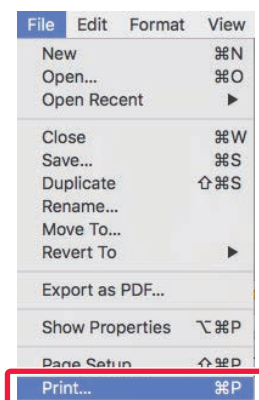 File Edit Format View
New ⌘N
Open... ⌘O
Open Recent ▶
Close ⌘W
Save... ⌘S
Duplicate ⇧⌘S
Rename...
Move To...
Revert To ▶
Export as PDF...
Show Properties ⌥⌘P
Page Setup ⇧⌘P
Print... ⌘P